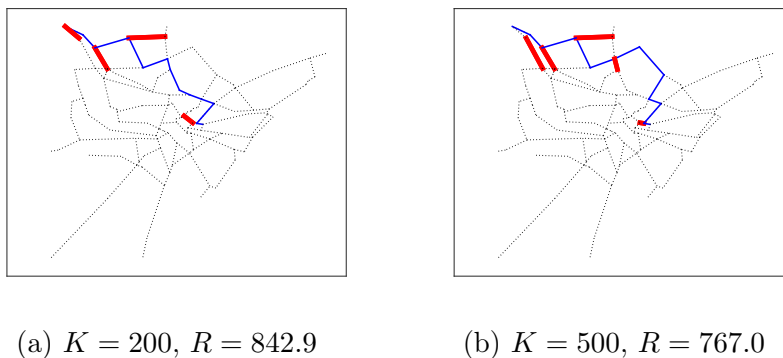 (a) K = 200, R = 842.9
(b) K = 500, R = 767.0